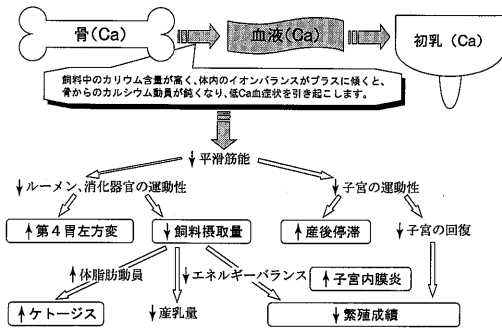 骨(Ca)
血液(Ca)
初乳(Ca)
飼料中のカリウム含量が高く、体内のイオンバランスがプラスに傾くと、
骨からのカルシウム動員が鈍くなり、低Ca血症状を引き起こします。
↓平滑筋能
↓ルーメン、消化器官の運動性
↓子宮の運動性
↑第4胃左方変
↓飼料摂取量
↑産後停滞
↓子宮の回復
↑体脂肪動員
↓エネルギーバランス
↑子宮内膜炎
↑ケトージス
↓産乳量
↓繁殖成績